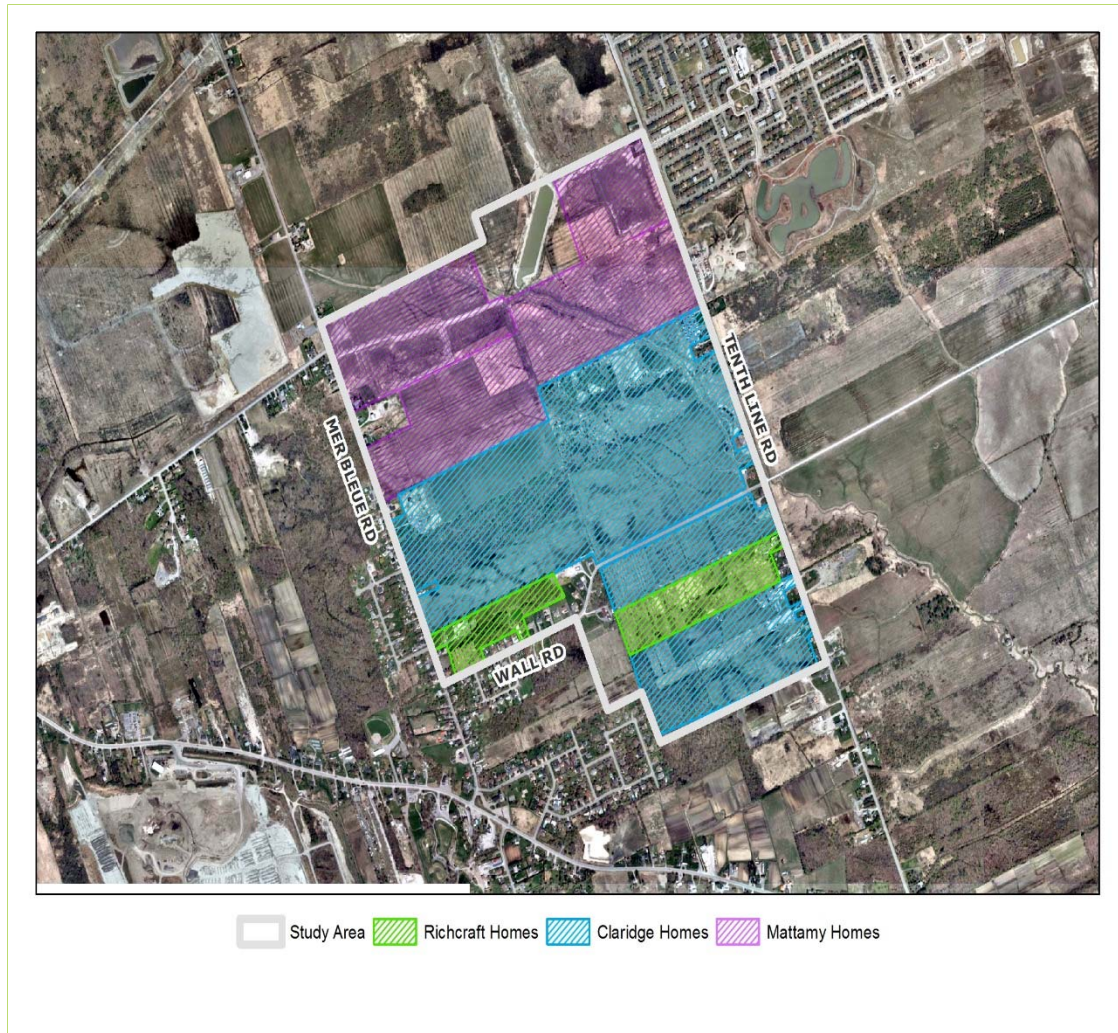 TENTH LINE RD
MER BLEUE RD
WALL RD
Study Area Richcraft Homes Claridge Homes Mattamy Homes